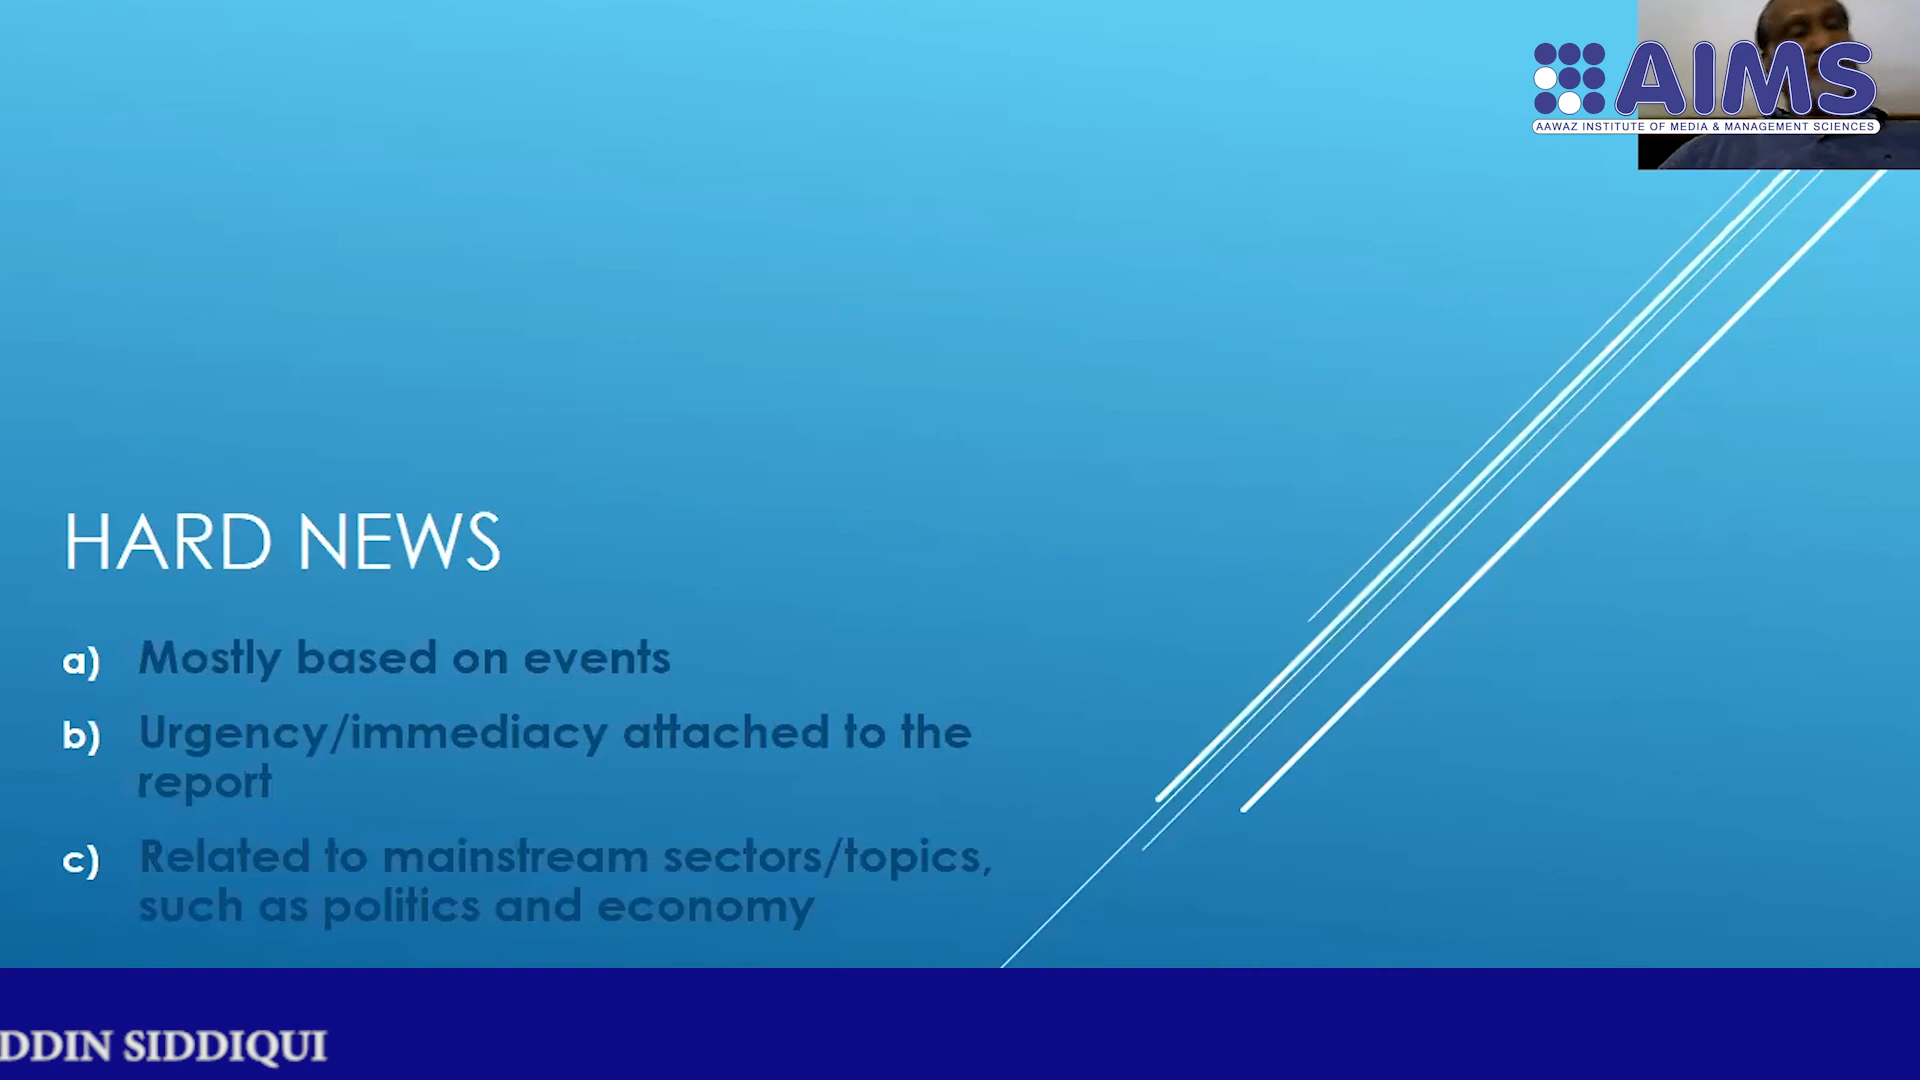 AIMS
AAWAZ INSTITUTE OF MEDIA & MANAGEMENT SCIENCES
HARD NEWS
a) Mostly based on events
b) Urgency/immediacy attached to the
report
c) Related to mainstream sectors/topics,
such as politics and economy
DDIN SIDDIQUI